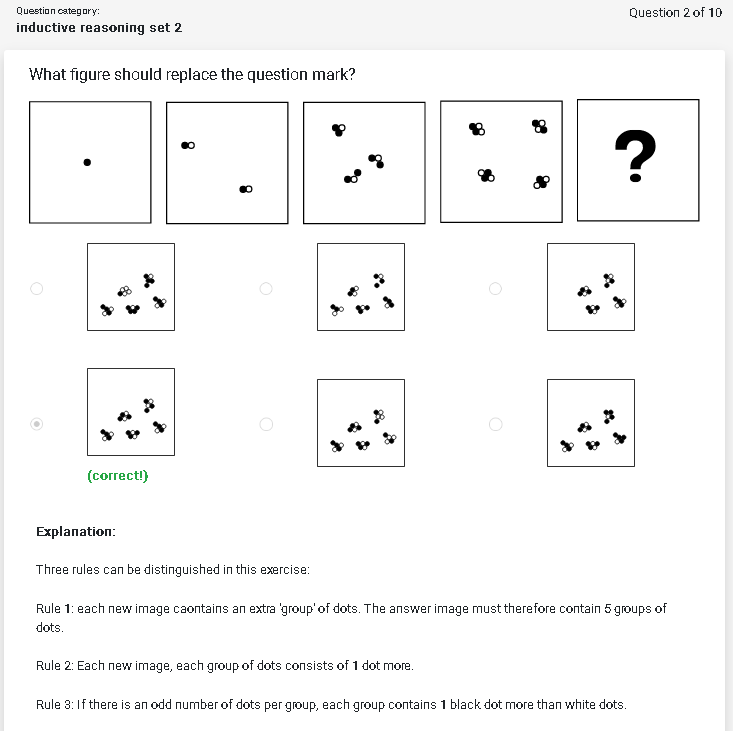 Question category:
Question 2 of 10
inductive reasoning set 2
What figure should replace the question mark?
?
(correct!)
Explanation:
Three rules can be distinguished in this exercise:
Rule 1: each new image caontains an extra 'group' of dots. The answer image must therefore contain 5 groups of
dots.
Rule 2: Each new image, each group of dots consists of 1 dot more.
Rule 3: If there is an odd number of dots per group, each group contains 1 black dot more than white dots.